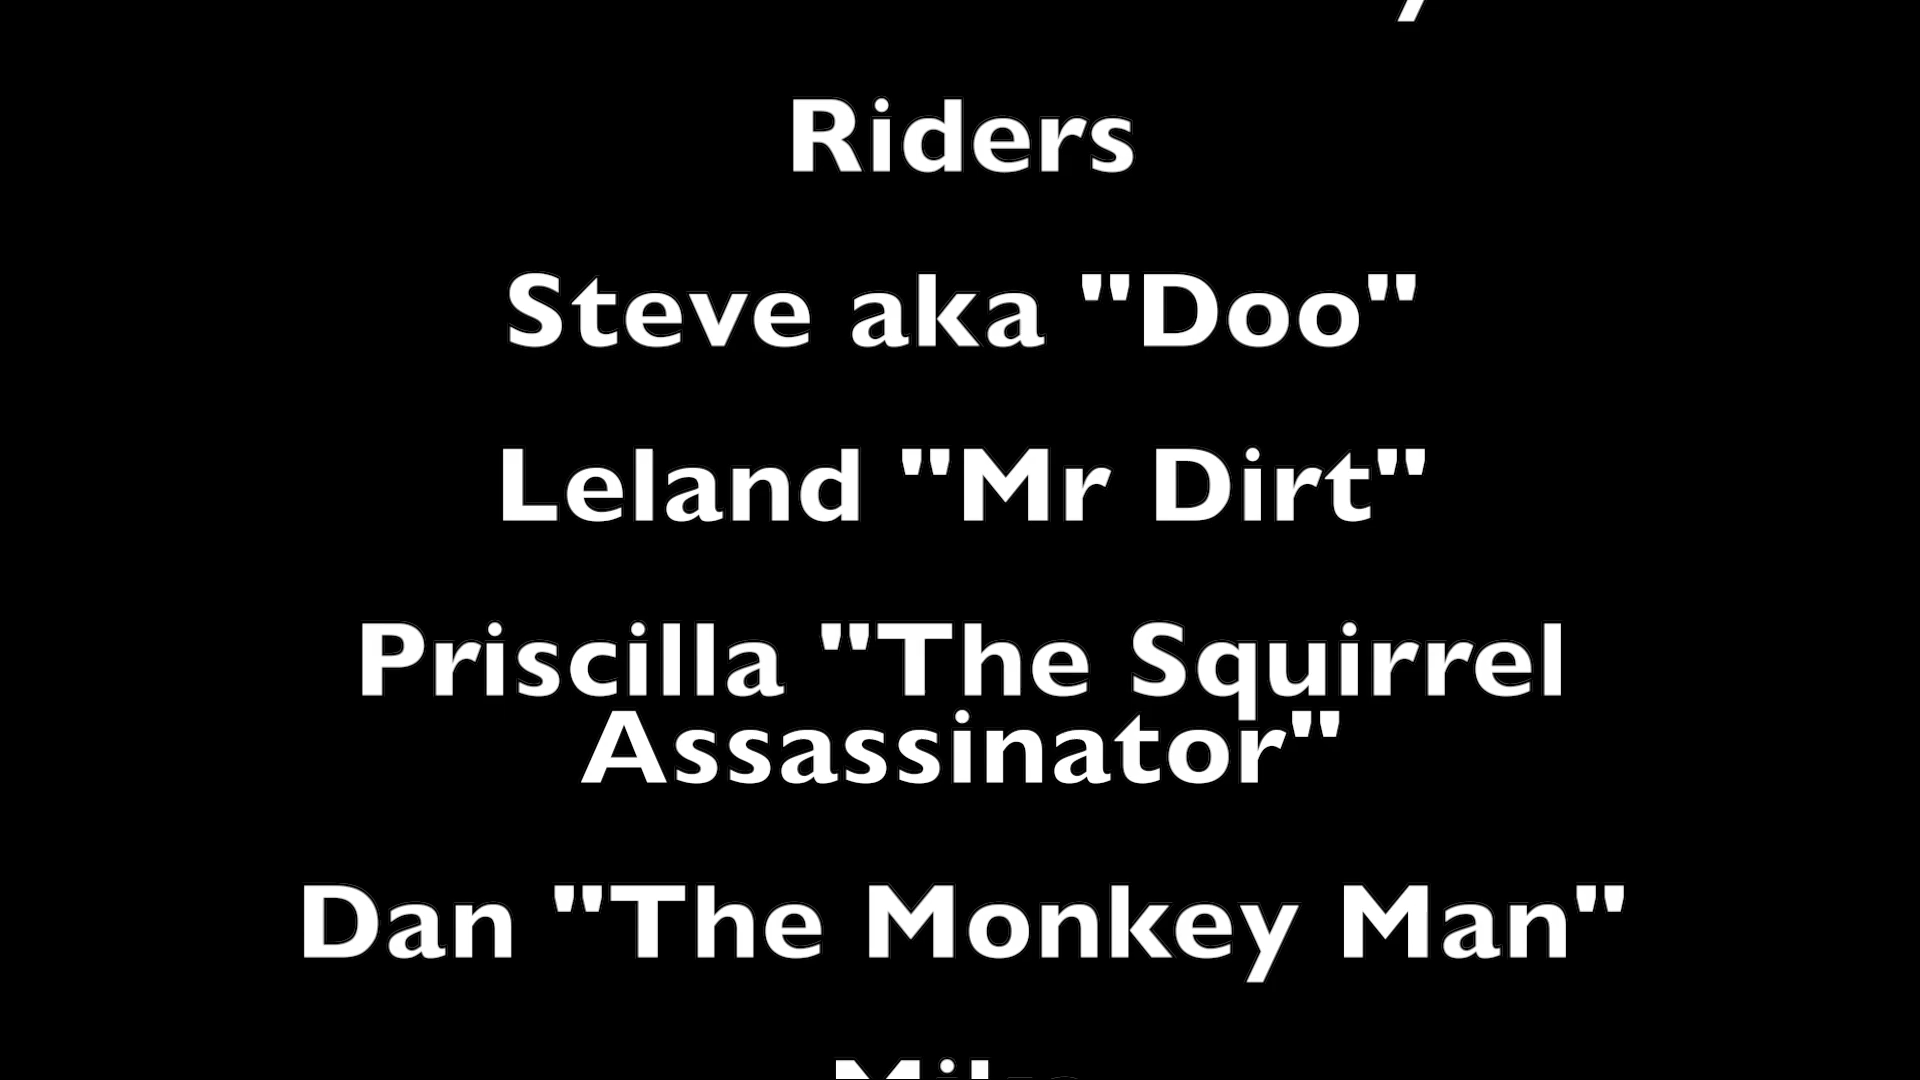 Riders
Steve aka "Doo"
Leland "Mr Dirt"
Priscilla "The Squirrel
Assassinator"
Dan "The Monkey Man"